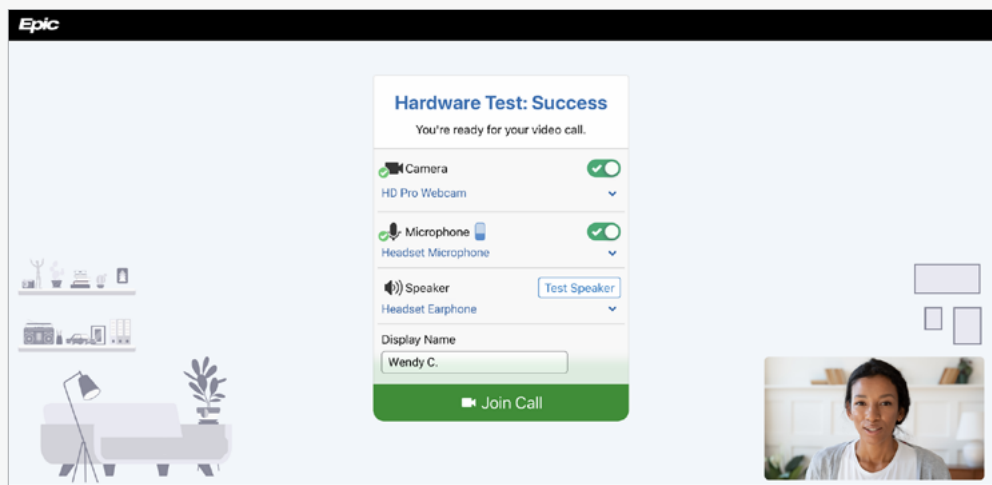 Epic
Hardware Test: Success
You're ready for your video call.
Camera
HD Pro Webcam
Microphone
Headset Microphone
Speaker
Test Speaker
Headset Earphone
Display Name
Wendy C.
Join Call